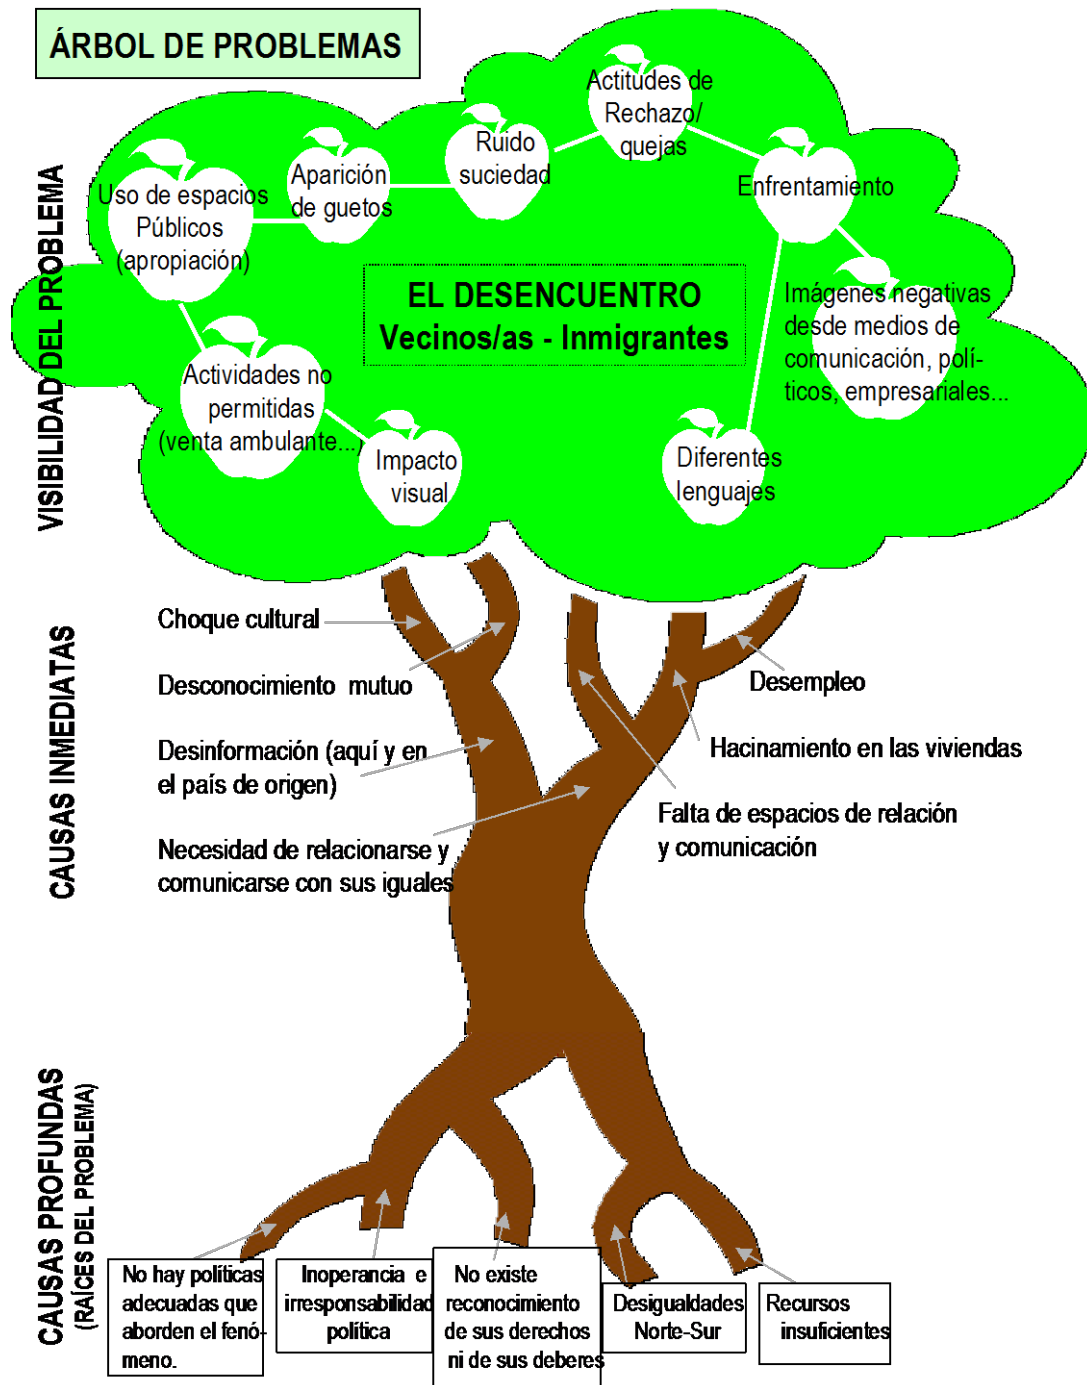 ÁRBOL DE PROBLEMAS
VISIBILIDAD DEL PROBLEMA
Actitudes de
Rechazo/
quejas
Ruido
suciedad
Aparición
de guetos
Uso de espacios
Públicos
(apropiación)
Enfrentamiento
EL DESENCUENTRO
Vecinos/as - Inmigrantes
Imágenes negativas
desde medios de
comunicación, polí-
ticos, empresariales...
Actividades no
permitidas
(venta ambulante...)
Impacto
visual
Diferentes
lenguajes
CAUSAS INMEDIATAS
Choque cultural
Desconocimiento mutuo
Desinformación (aquí y en
el país de origen)
Necesidad de relacionarse y
comunicarse con sus iguales
Desempleo
Hacinamiento en las viviendas
Falta de espacios de relación
y comunicación
CAUSAS PROFUNDAS
(RAÍCES DEL PROBLEMA)
No hay políticas
adecuadas que
aborden el fenó-
meno.
Inoperancia e
irresponsabilidad
política
No existe
reconocimiento
de sus derechos
ni de sus deberes
Desigualdades
Norte-Sur
Recursos
insuficientes